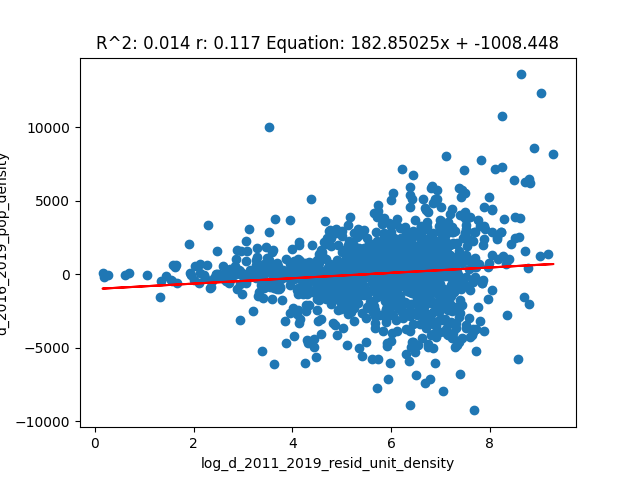 R^2: 0.014 r: 0.117 Equation: 182.85025x + -1008.448
d_2016_2019_pop_density
10000
5000
0
−5000
−10000
0 2 4 6 8
log_d_2011_2019_resid_unit_density